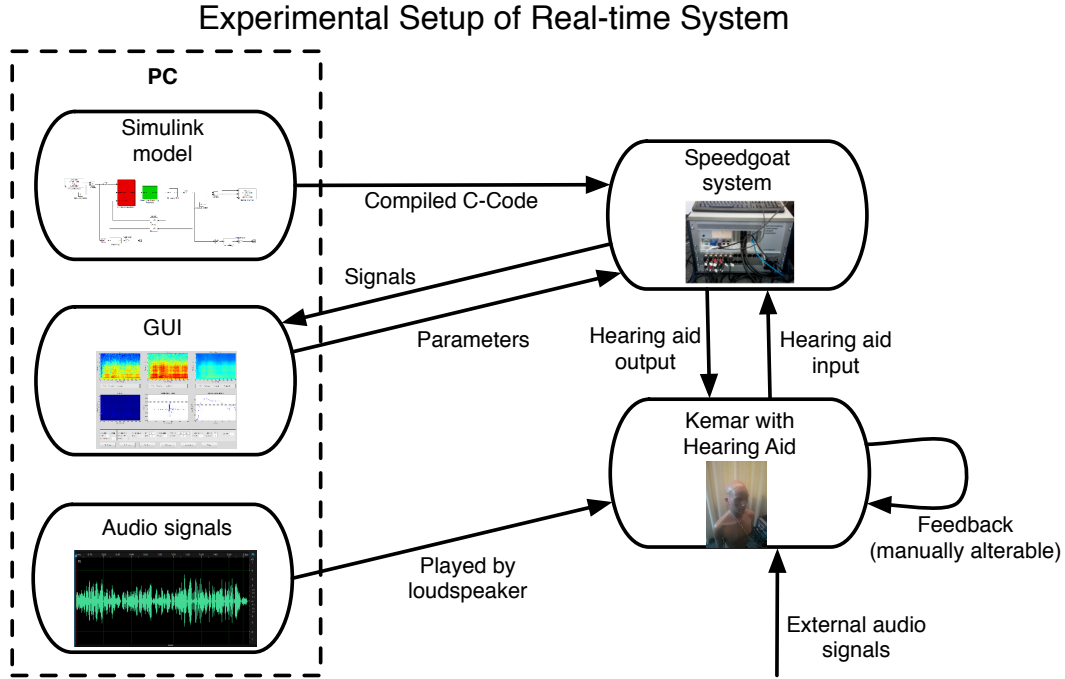 Experimental Setup of Real-time System
PC
Simulink
model
Compiled C-Code
Speedgoat
system
Signals
Parameters
GUI
Hearing aid
output
Hearing aid
input
Kemar with
Hearing Aid
Feedback
(manually alterable)
Audio signals
Played by
loudspeaker
External audio
signals